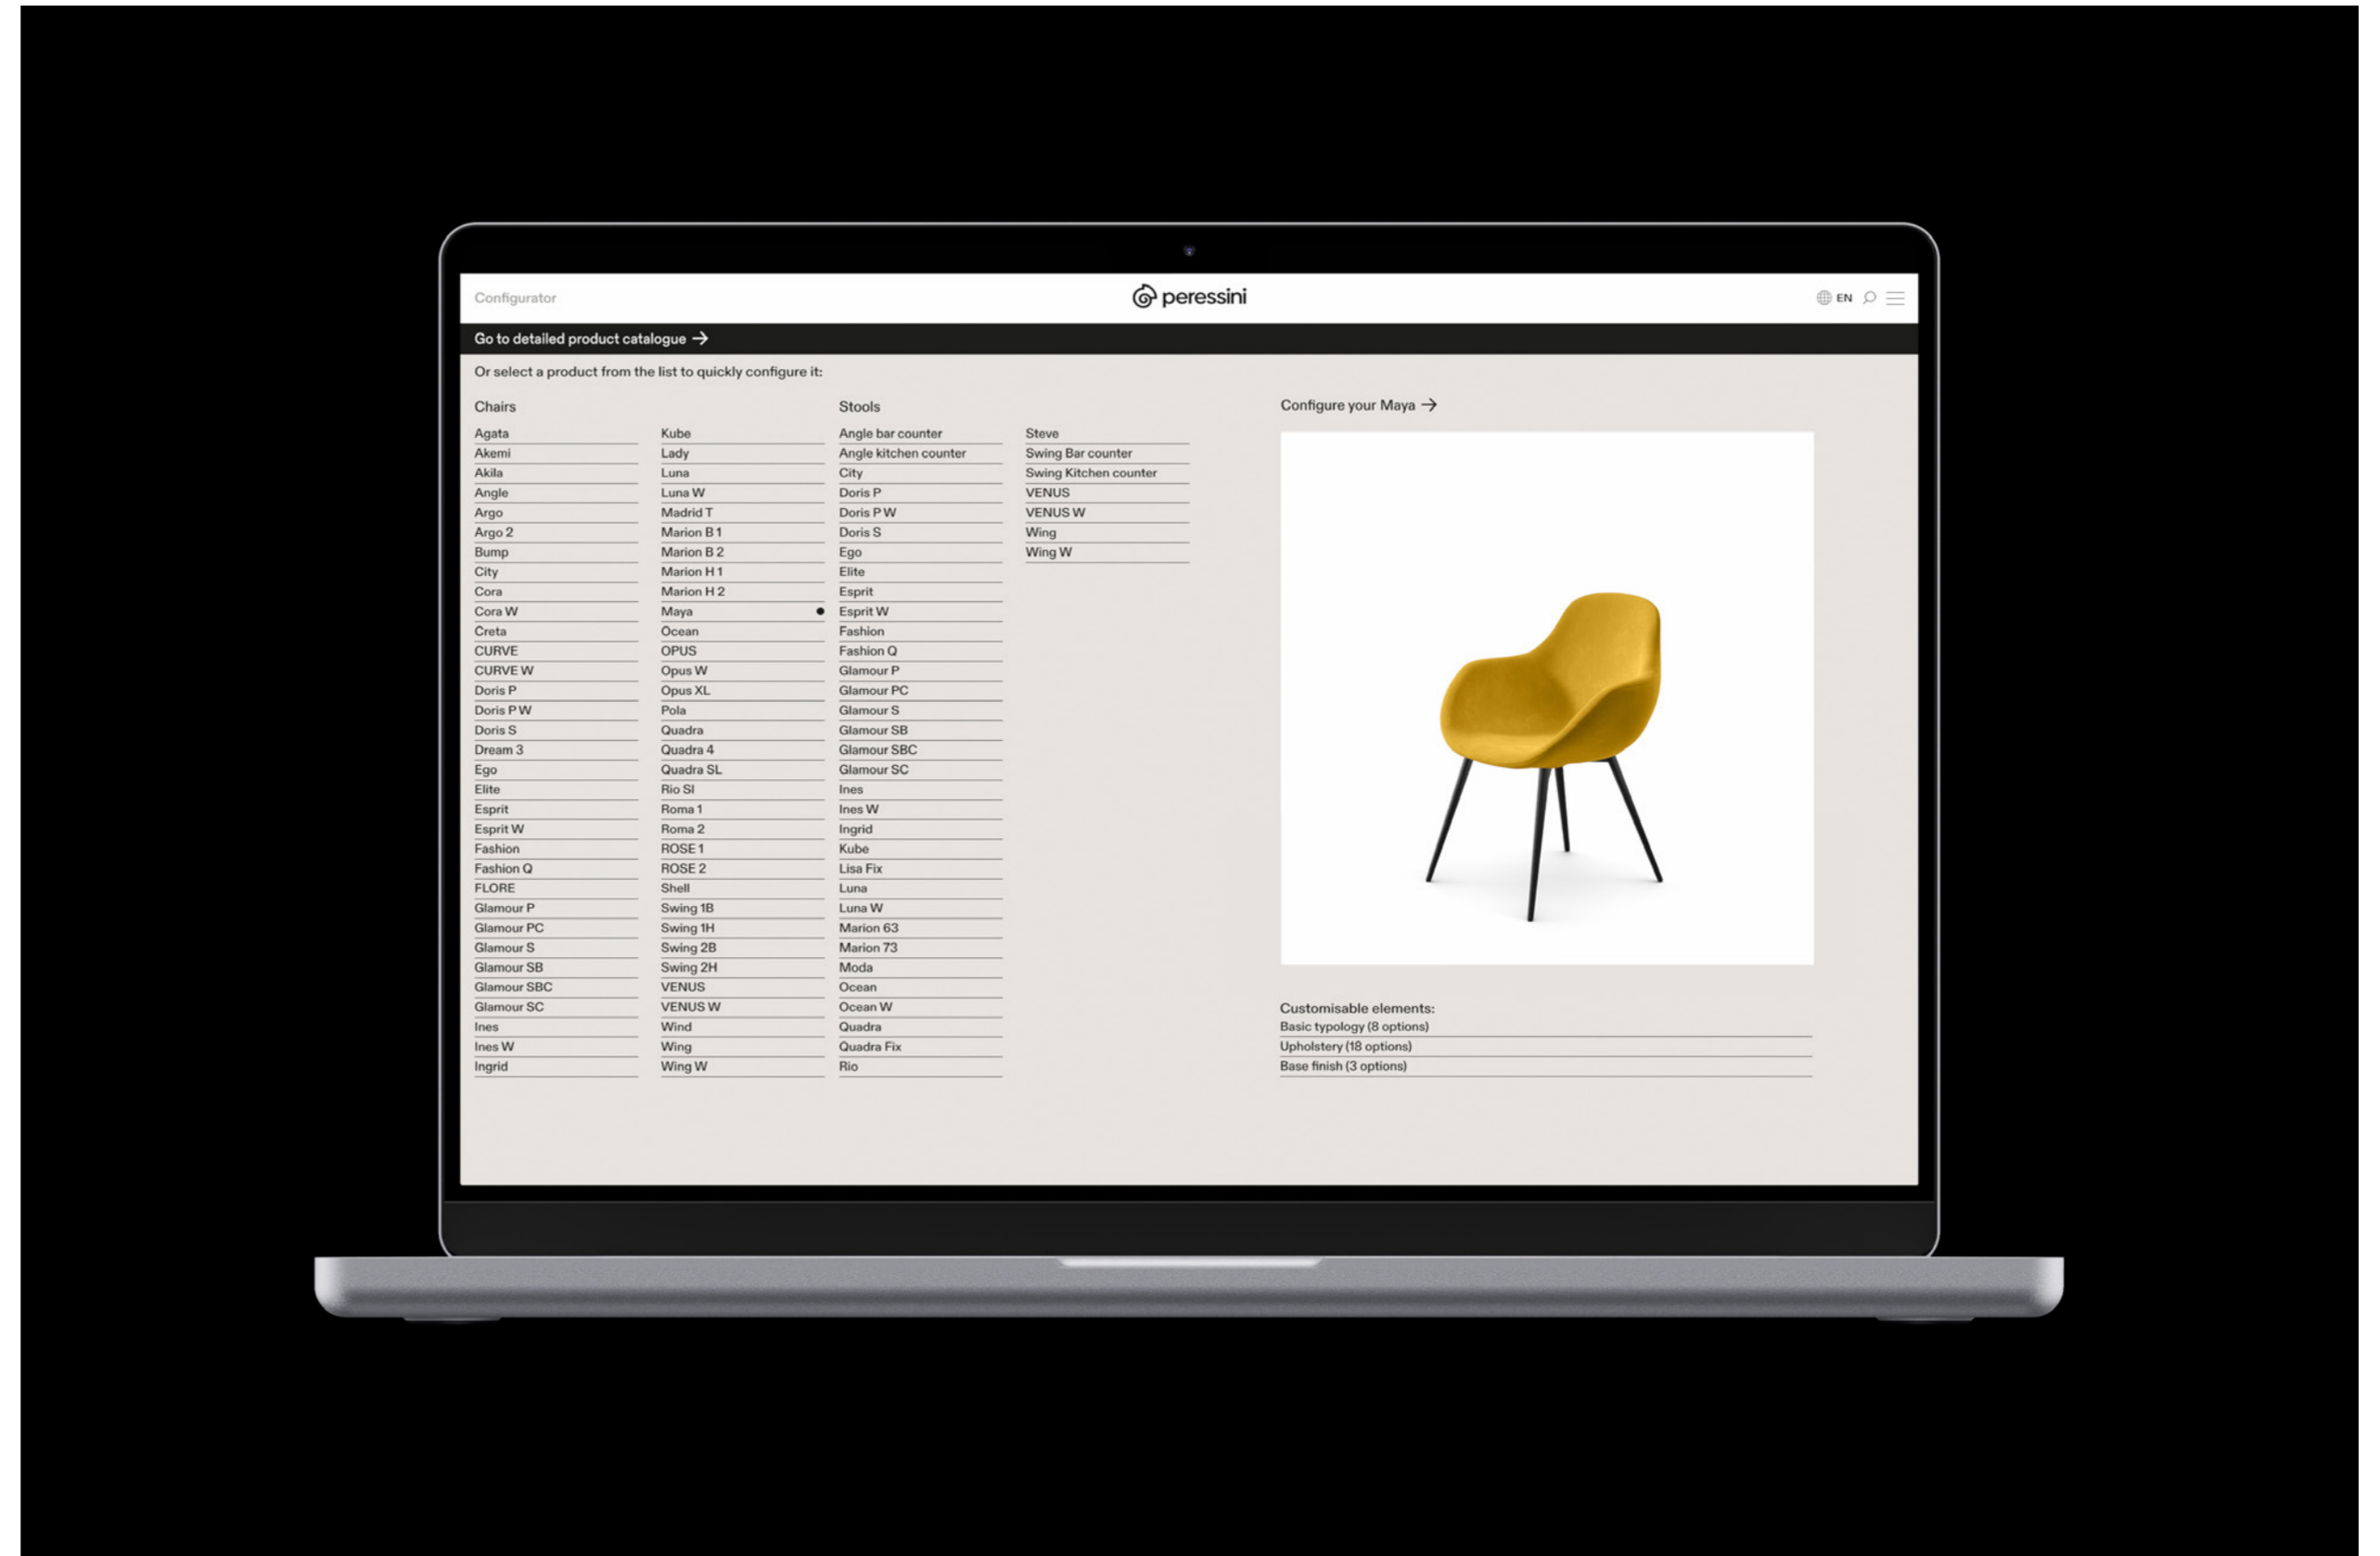 Configurator
peressini
EN
Go to detailed product catalogue →
Or select a product from the list to quickly configure it:
Chairs
Agata
Akemi
Akila
Angle
Argo
Argo 2
Bump
City
Cora
Cora W
Creta
CURVE
CURVE W
Doris P
Doris P W
Doris S
Dream 3
Ego
Elite
Esprit
Esprit W
Fashion
Fashion Q
FLORE
Glamour P
Glamour PC
Glamour S
Glamour SB
Glamour SBC
Glamour SC
Ines
Ines W
Ingrid
Kube
Lady
Luna
Luna W
Madrid T
Marion B 1
Marion B 2
Marion H 1
Marion H 2
Maya
Ocean
OPUS
Opus W
Opus XL
Pola
Quadra
Quadra 4
Quadra SL
Rio Sl
Roma 1
Roma 2
ROSE 1
ROSE 2
Shell
Swing 1B
Swing 1H
Swing 2B
Swing 2H
VENUS
VENUS W
Wind
Wing
Wing W
Stools
Angle bar counter
Angle kitchen counter
City
Doris P
Doris P W
Doris S
Ego
Elite
Esprit
Esprit W
Fashion
Fashion Q
Glamour P
Glamour PC
Glamour S
Glamour SB
Glamour SBC
Glamour SC
Ines
Ines W
Ingrid
Kube
Lisa Fix
Luna
Luna W
Marion 63
Marion 73
Moda
Ocean
Ocean W
Quadra
Quadra Fix
Rio
Steve
Swing Bar counter
Swing Kitchen counter
VENUS
VENUS W
Wing
Wing W
Configure your Maya →
Customisable elements:
Basic typology (8 options)
Upholstery (18 options)
Base finish (3 options)